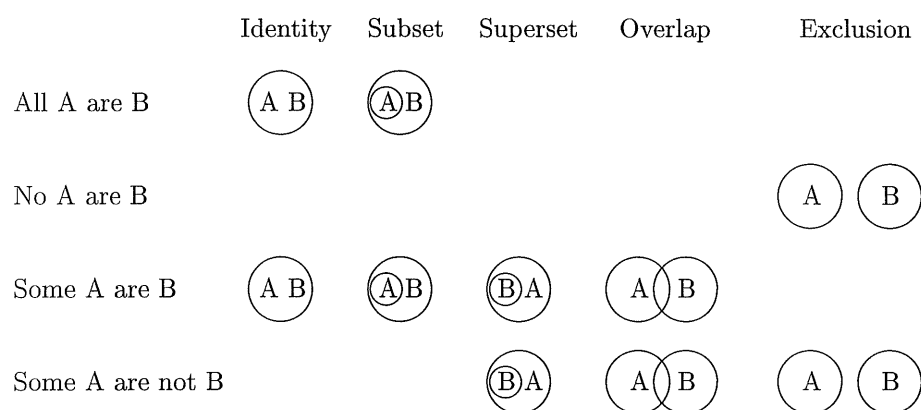 Identity Subset Superset Overlap Exclusion
All A are B A B A B
No A are B A B
Some A are B A B A B B A A B
Some A are not B B A A B A B